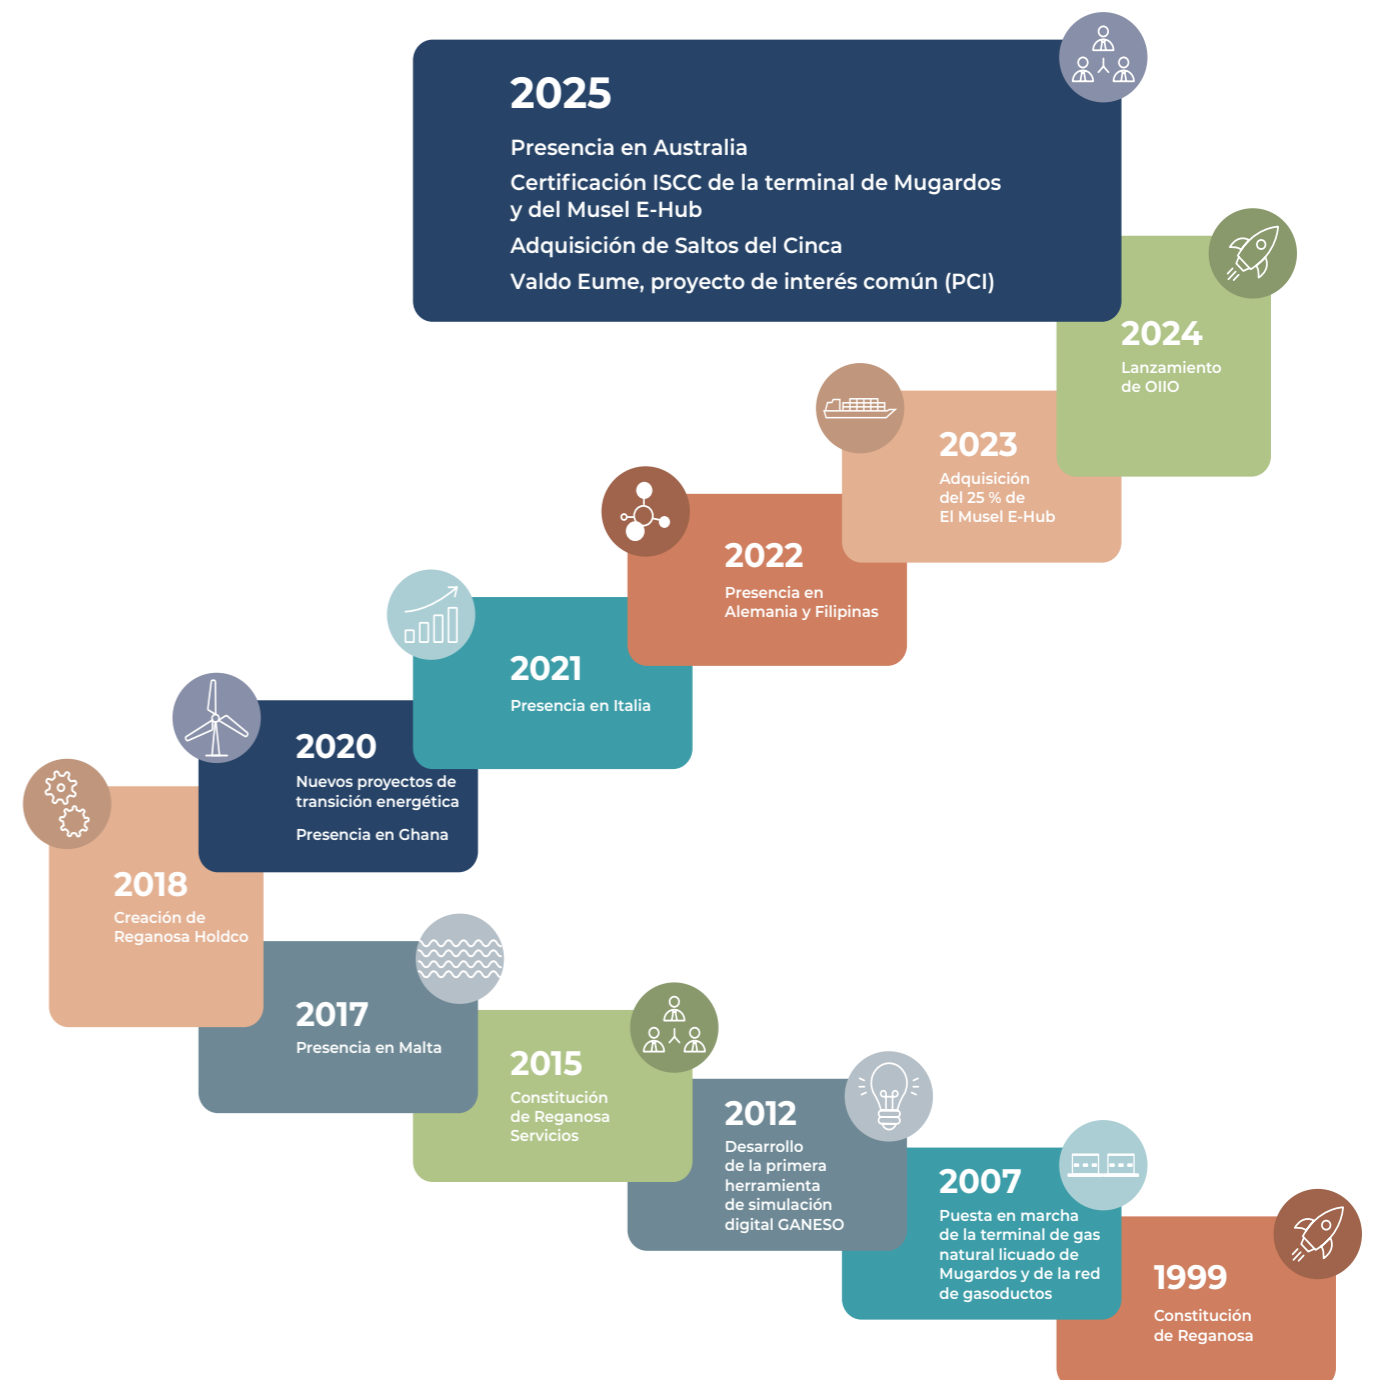 2025
Presencia en Australia
Certificación ISCC de la terminal de Mugardos
y del Musel E-Hub
Adquisición de Saltos del Cinca
Valdo Eume, proyecto de interés común (PCI)
2024
Lanzamiento
de OIIO
2023
Adquisición
del 25 % de
El Musel E-Hub
2022
Presencia en
Alemania y Filipinas
2021
Presencia en Italia
2020
Nuevos proyectos de
transición energética
Presencia en Ghana
2018
Creación de
Reganosa Holdco
2017
Presencia en Malta
2015
Constitución
de Reganosa
Servicios
2012
Desarrollo
de la primera
herramienta
de simulación
digital GANESO
2007
Puesta en marcha
de la terminal de gas
natural licuado de
Mugardos y de la red
de gasoductos
1999
Constitución
de Reganosa